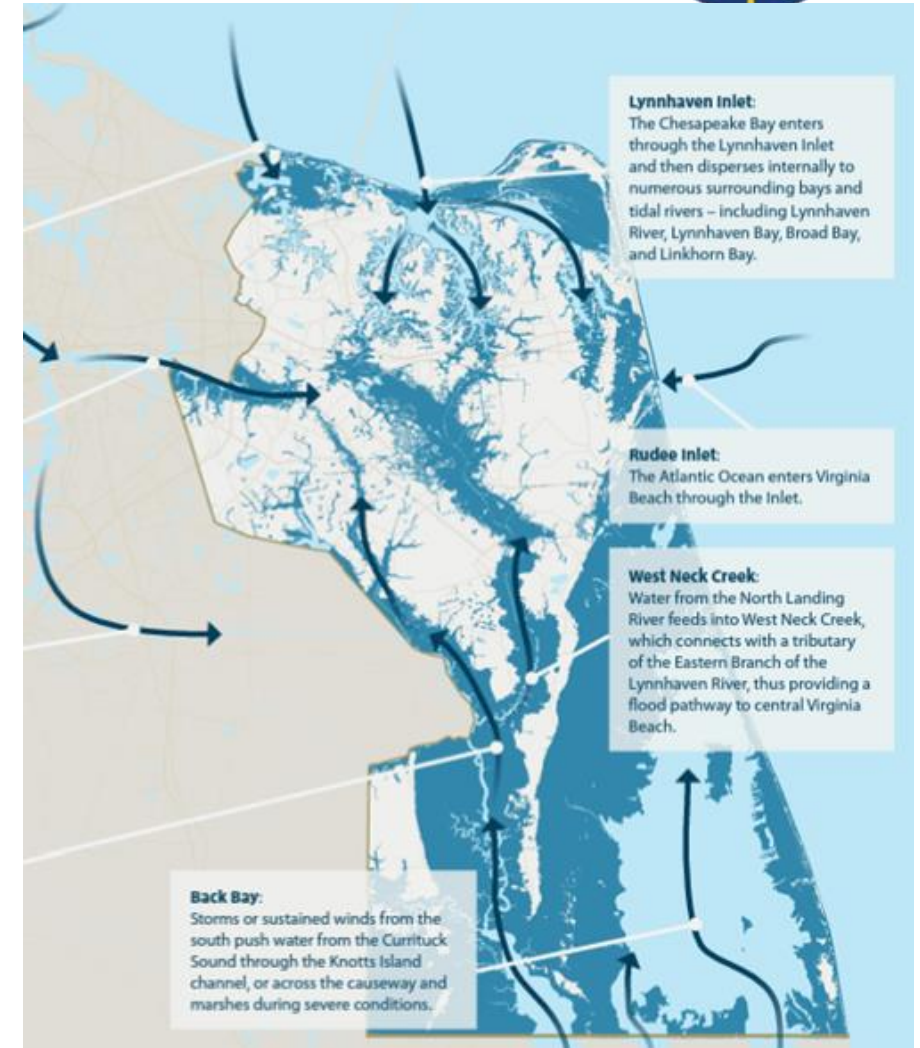 Lynnhaven Inlet:
The Chesapeake Bay enters
through the Lynnhaven Inlet
and then disperses internally to
numerous surrounding bays and
tidal rivers – including Lynnhaven
River, Lynnhaven Bay, Broad Bay,
and Linkhorn Bay.
Rudee Inlet:
The Atlantic Ocean enters Virginia
Beach through the Inlet.
West Neck Creek:
Water from the North Landing
River feeds into West Neck Creek,
which connects with a tributary
of the Eastern Branch of the
Lynnhaven River, thus providing a
flood pathway to central Virginia
Beach.
Back Bay:
Storms or sustained winds from the
south push water from the Currituck
Sound through the Knotts Island
channel, or across the causeway and
marshes during severe conditions.